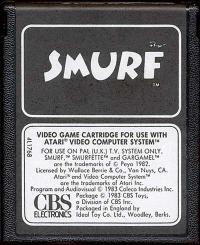 SMURF™
VIDEO GAME CARTRIDGE FOR USE WITH
ATARI® VIDEO COMPUTER SYSTEM™
FOR USE ON PAL (U.K.) T.V. SYSTEM ONLY.
SMURF,™ SMURFETTE™ and GARGAMEL™
are the trademarks of © Peyo 1982.
Licensed by Wallace Berrie & Co., Van Nuys, CA.
Atari® and Video Computer System™
are the trademarks of Atari Inc.
Program and Audiovisual © 1983 Coleco Industries Inc.
Package © 1983 CBS Toys,
a Division of CBS Inc.
Packaged in England by
Ideal Toy Co. Ltd., Woodley, Berks.
CBS
ELECTRONICS
4L1768